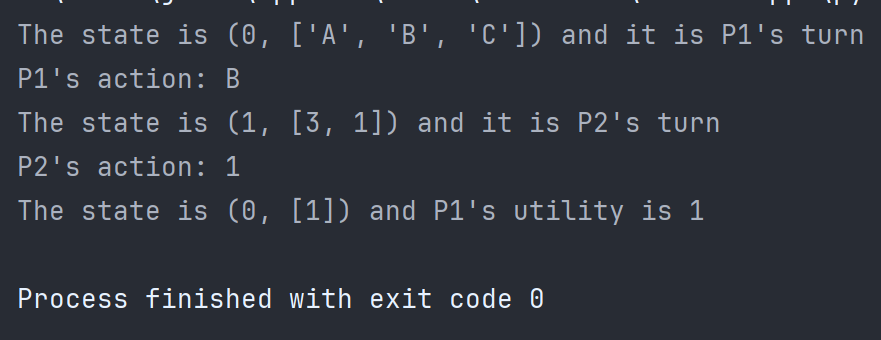 The state is (0, ['A', 'B', 'C']) and it is P1's turn
P1's action: B
The state is (1, [3, 1]) and it is P2's turn
P2's action: 1
The state is (0, [1]) and P1's utility is 1
Process finished with exit code 0